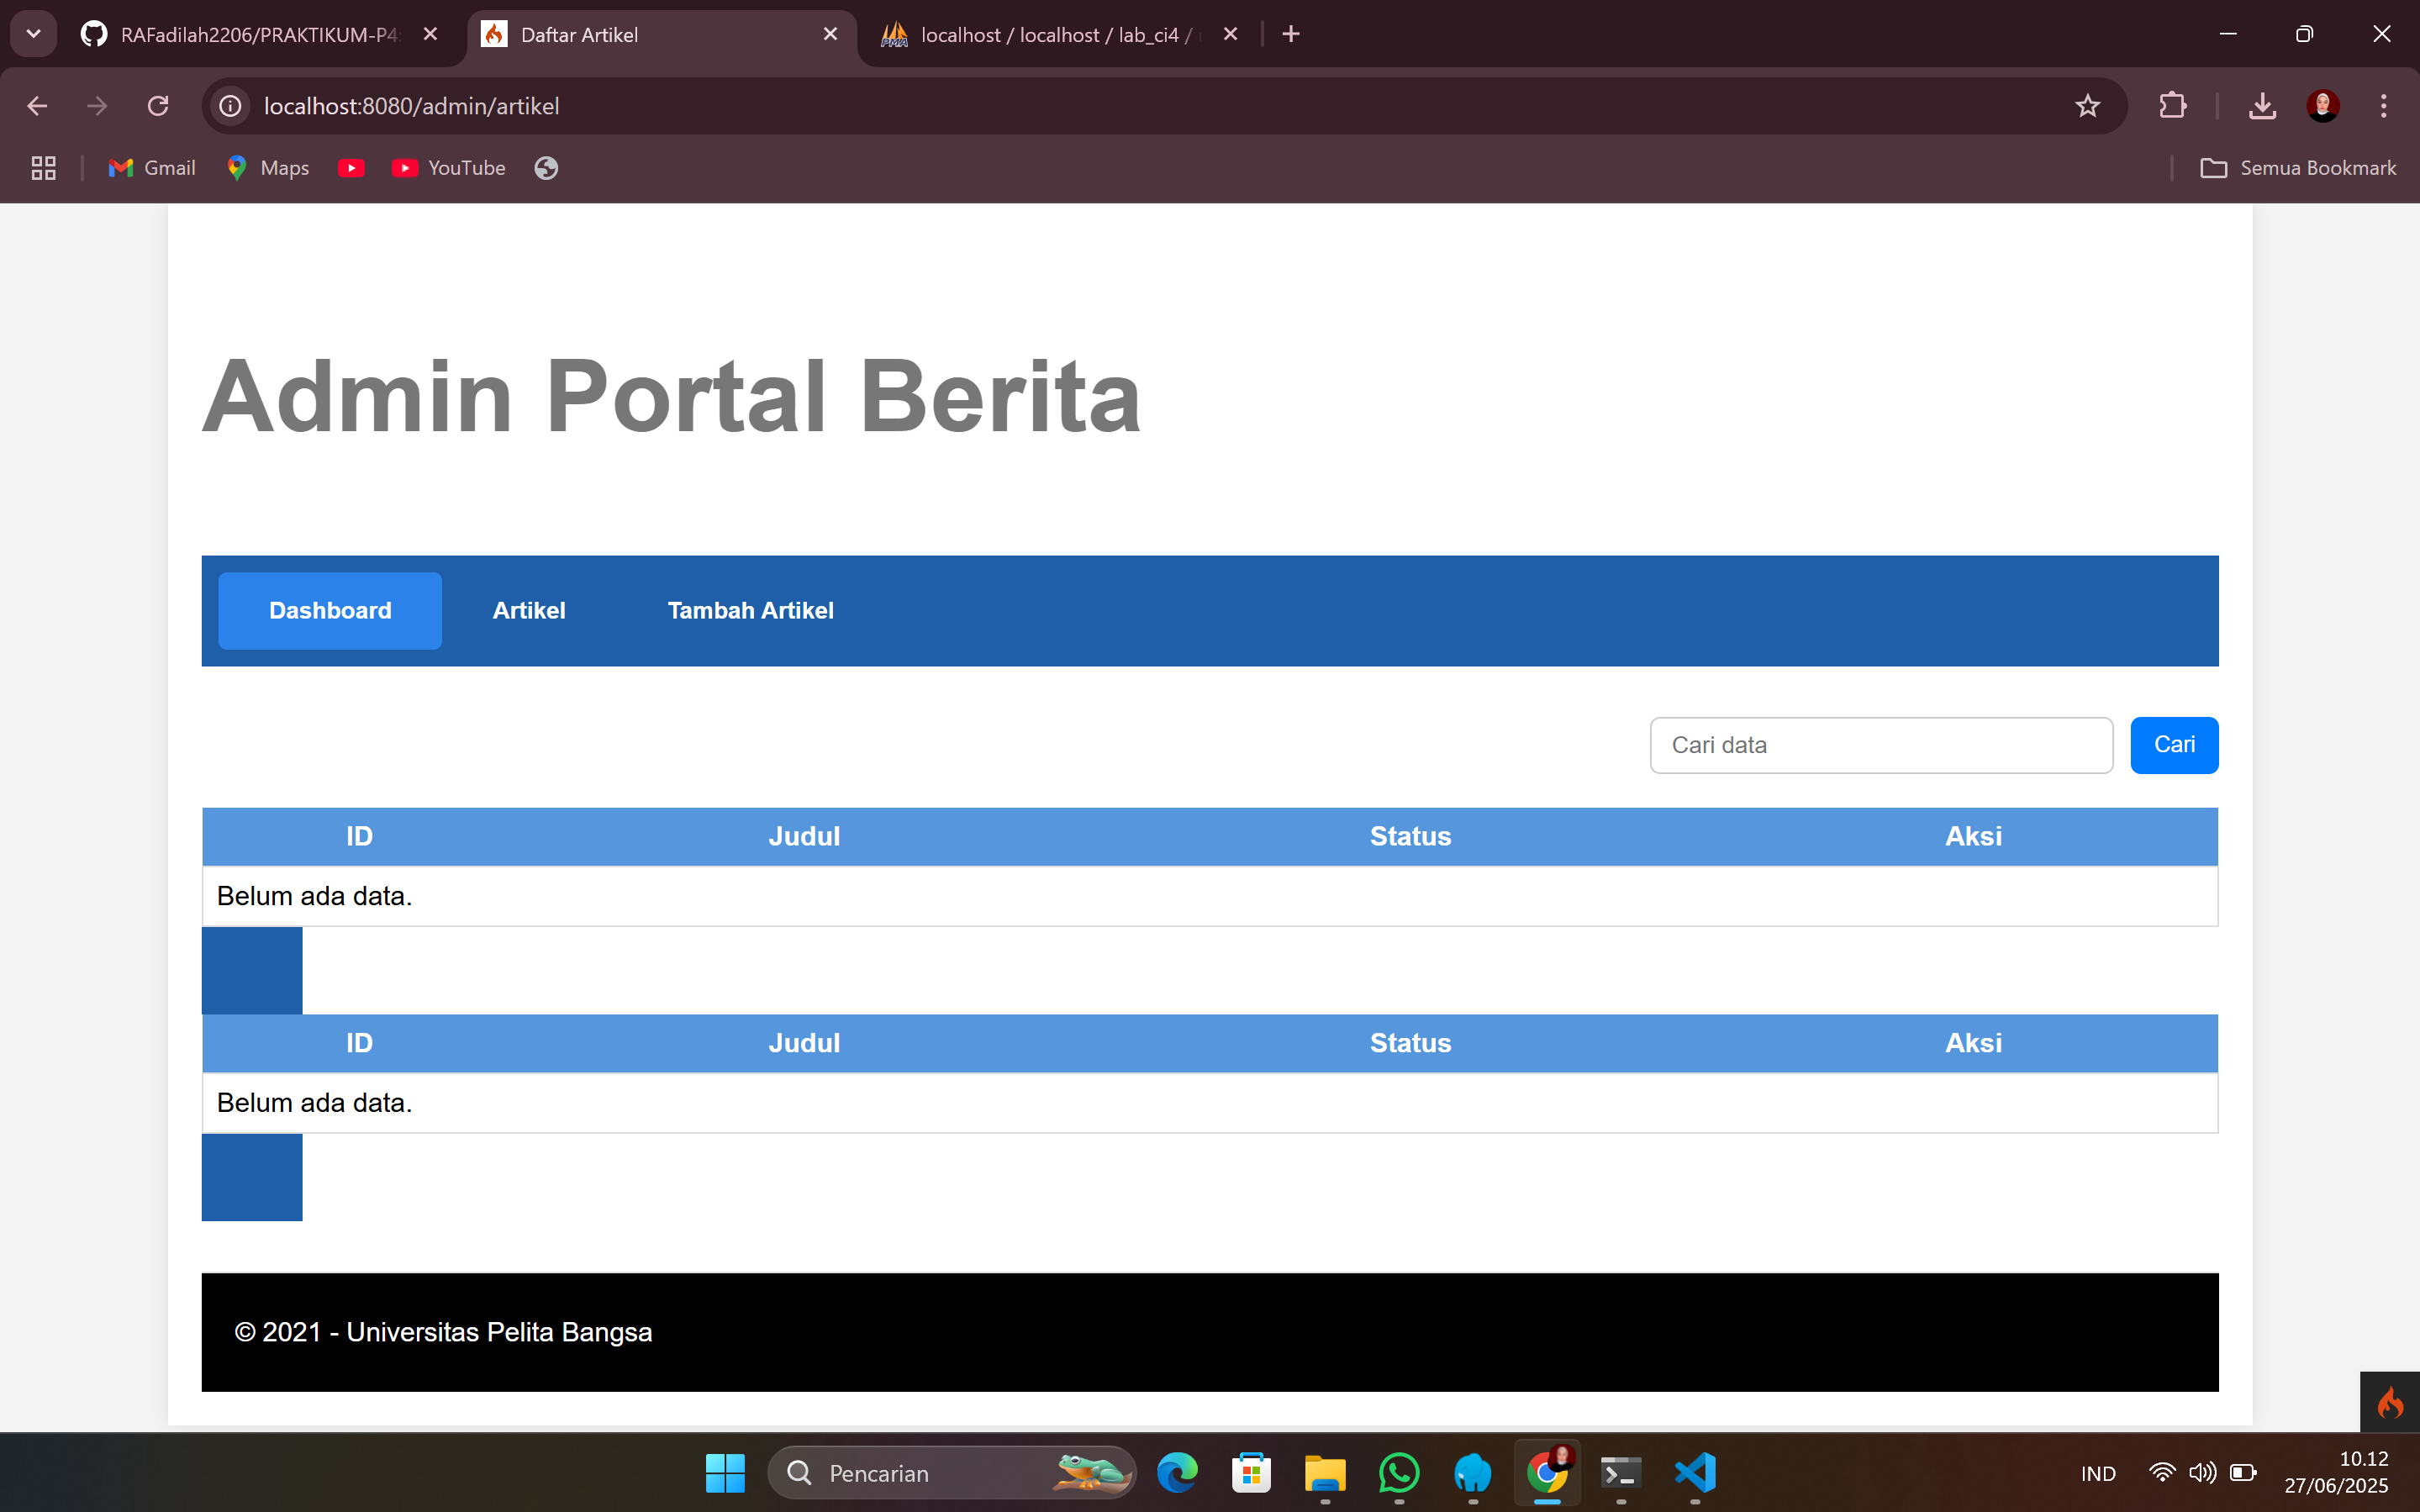 RAFadilah2206/PRAKTIKUM-P4
Daftar Artikel
localhost / localhost / lab_ci4 /
localhost:8080/admin/artikel
Gmail
Maps
YouTube
Semua Bookmark
Admin Portal Berita
Dashboard
Artikel
Tambah Artikel
Cari data
Cari
ID Judul Status Aksi
Belum ada data.
ID Judul Status Aksi
Belum ada data.
© 2021 - Universitas Pelita Bangsa
Pencarian
IND
10.12
27/06/2025